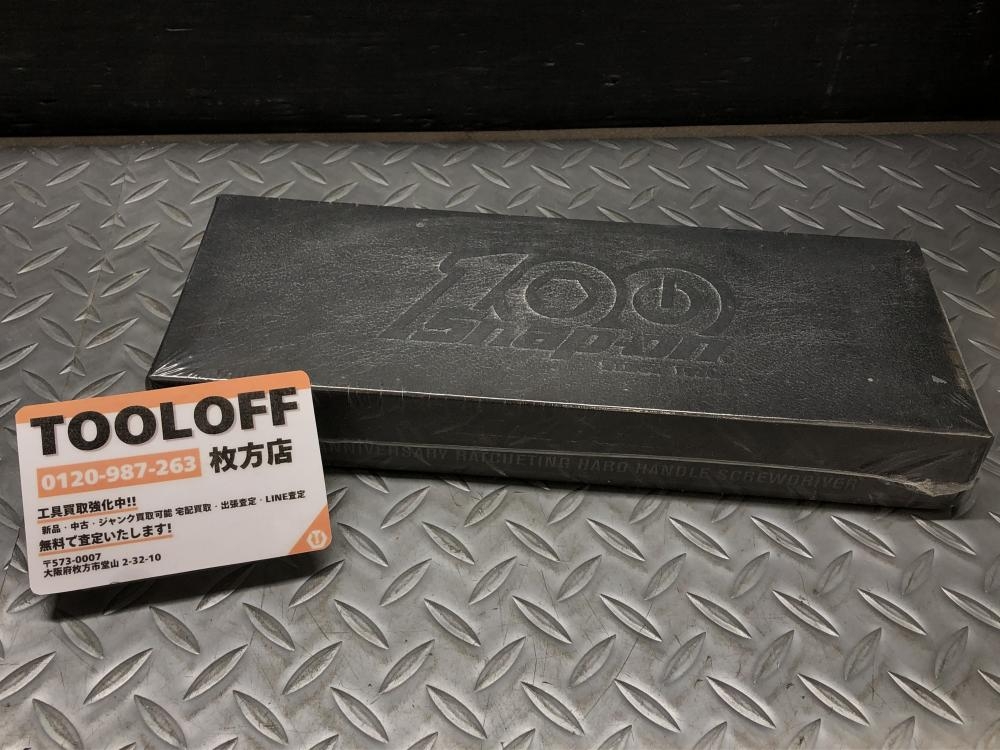 100
Snap-on
ANNIVERSARY RATCHETING HARD HANDLE SCREWDRIVER
TOOLOFF
0120-987-263 枚方店
工具買取強化中!!
新品・中古・ジャンク買取可能 宅配買取・出張査定・LINE査定
無料で査定いたします!
〒573-0007
大阪府枚方市堂山 2-32-10